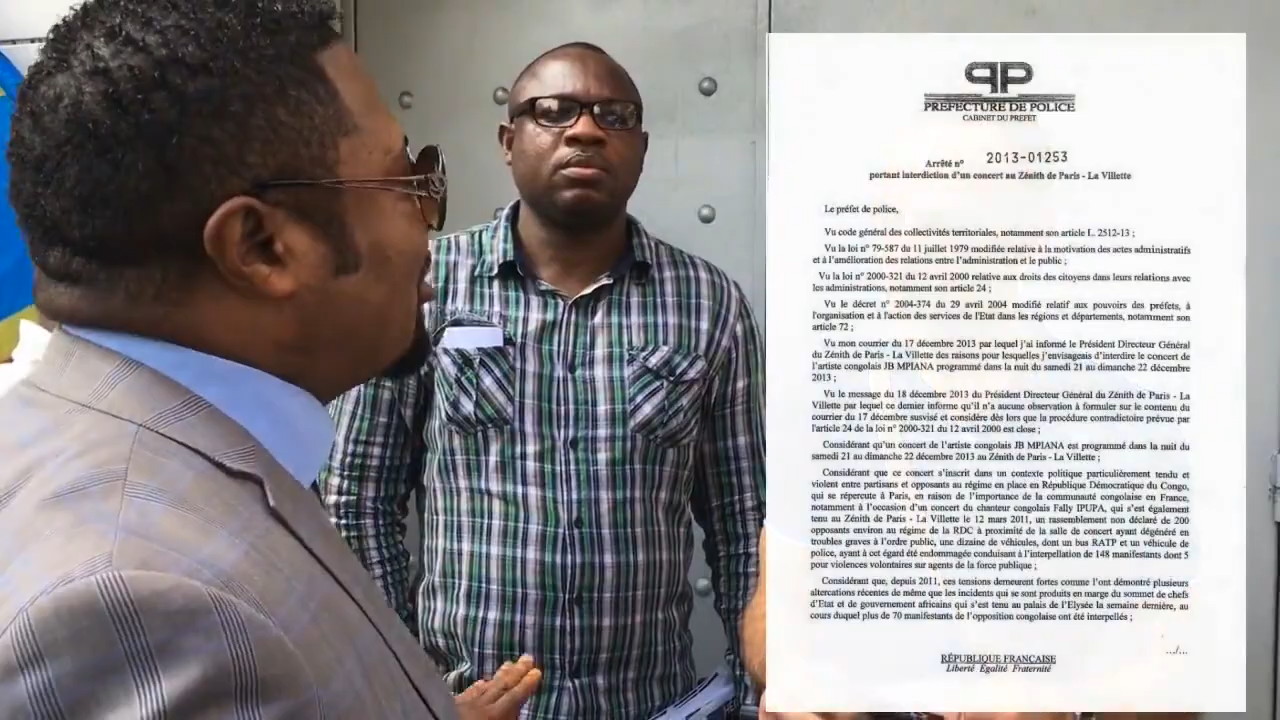 PP
PREFECTURE DE POLICE
CABINET DU PREFET
Arrêté n° 2013-01253
portant interdiction d'un concert au Zénith de Paris - La Villette
Le préfet de police,
Vu code général des collectivités territoriales, notamment son article L. 2512-13 ;
Vu la loi n° 79-587 du 11 juillet 1979 modifiée relative à la motivation des actes administratifs
et à l'amélioration des relations entre l'administration et le public ;
Vu la loi n° 2000-321 du 12 avril 2000 relative aux droits des citoyens dans leurs relations avec
les administrations, notamment son article 24 ;
Vu le décret n° 2004-374 du 29 avril 2004 modifié relatif aux pouvoirs des préfets, à
l'organisation et à l'action des services de l'Etat dans les régions et départements, notamment son
article 72 ;
Vu mon courrier du 17 décembre 2013 par lequel j'ai informé le Président Directeur Général
du Zénith de Paris - La Villette des raisons pour lesquelles j'envisageais d'interdire le concert de
l'artiste congolais JB MPIANA programmé dans la nuit du samedi 21 au dimanche 22 décembre
2013 ;
Vu le message du 18 décembre 2013 du Président Directeur Général du Zénith de Paris - La
Villette par lequel ce dernier informe qu'il n'a aucune observation à formuler sur le contenu du
courrier du 17 décembre susvisé et considère dès lors que la procédure contradictoire prévue par
l'article 24 de la loi n° 2000-321 du 12 avril 2000 est close ;
Considérant qu'un concert de l'artiste congolais JB MPIANA est programmé dans la nuit du
samedi 21 au dimanche 22 décembre 2013 au Zénith de Paris - La Villette ;
Considérant que ce concert s'inscrit dans un contexte politique particulièrement tendu et
violent entre partisans et opposants au régime en place en République Démocratique du Congo,
qui se répercute à Paris, en raison de l'importance de la communauté congolaise en France,
notamment à l'occasion d'un concert du chanteur congolais Fally IPUPA, qui s'est également
tenu au Zénith de Paris - La Villette le 12 mars 2011, un rassemblement non déclaré de 200
opposants environ au régime de la RDC à proximité de la salle de concert ayant dégénéré en
troubles graves à l'ordre public, une dizaine de véhicules, dont un bus RATP et un véhicule de
police, ayant à cet égard été endommagée conduisant à l'interpellation de 148 manifestants dont 5
pour violences volontaires sur agents de la force publique ;
Considérant que, depuis 2011, ces tensions demeurent fortes comme l'ont démontré plusieurs
altercations récentes de même que les incidents qui se sont produits en marge du sommet de chefs
d'Etat et de gouvernement africains qui s'est tenu au palais de l'Elysée la semaine dernière, au
cours duquel plus de 70 manifestants de l'opposition congolaise ont été interpellés ;
.../...
RÉPUBLIQUE FRANÇAISE
Liberté Egalité Fraternité